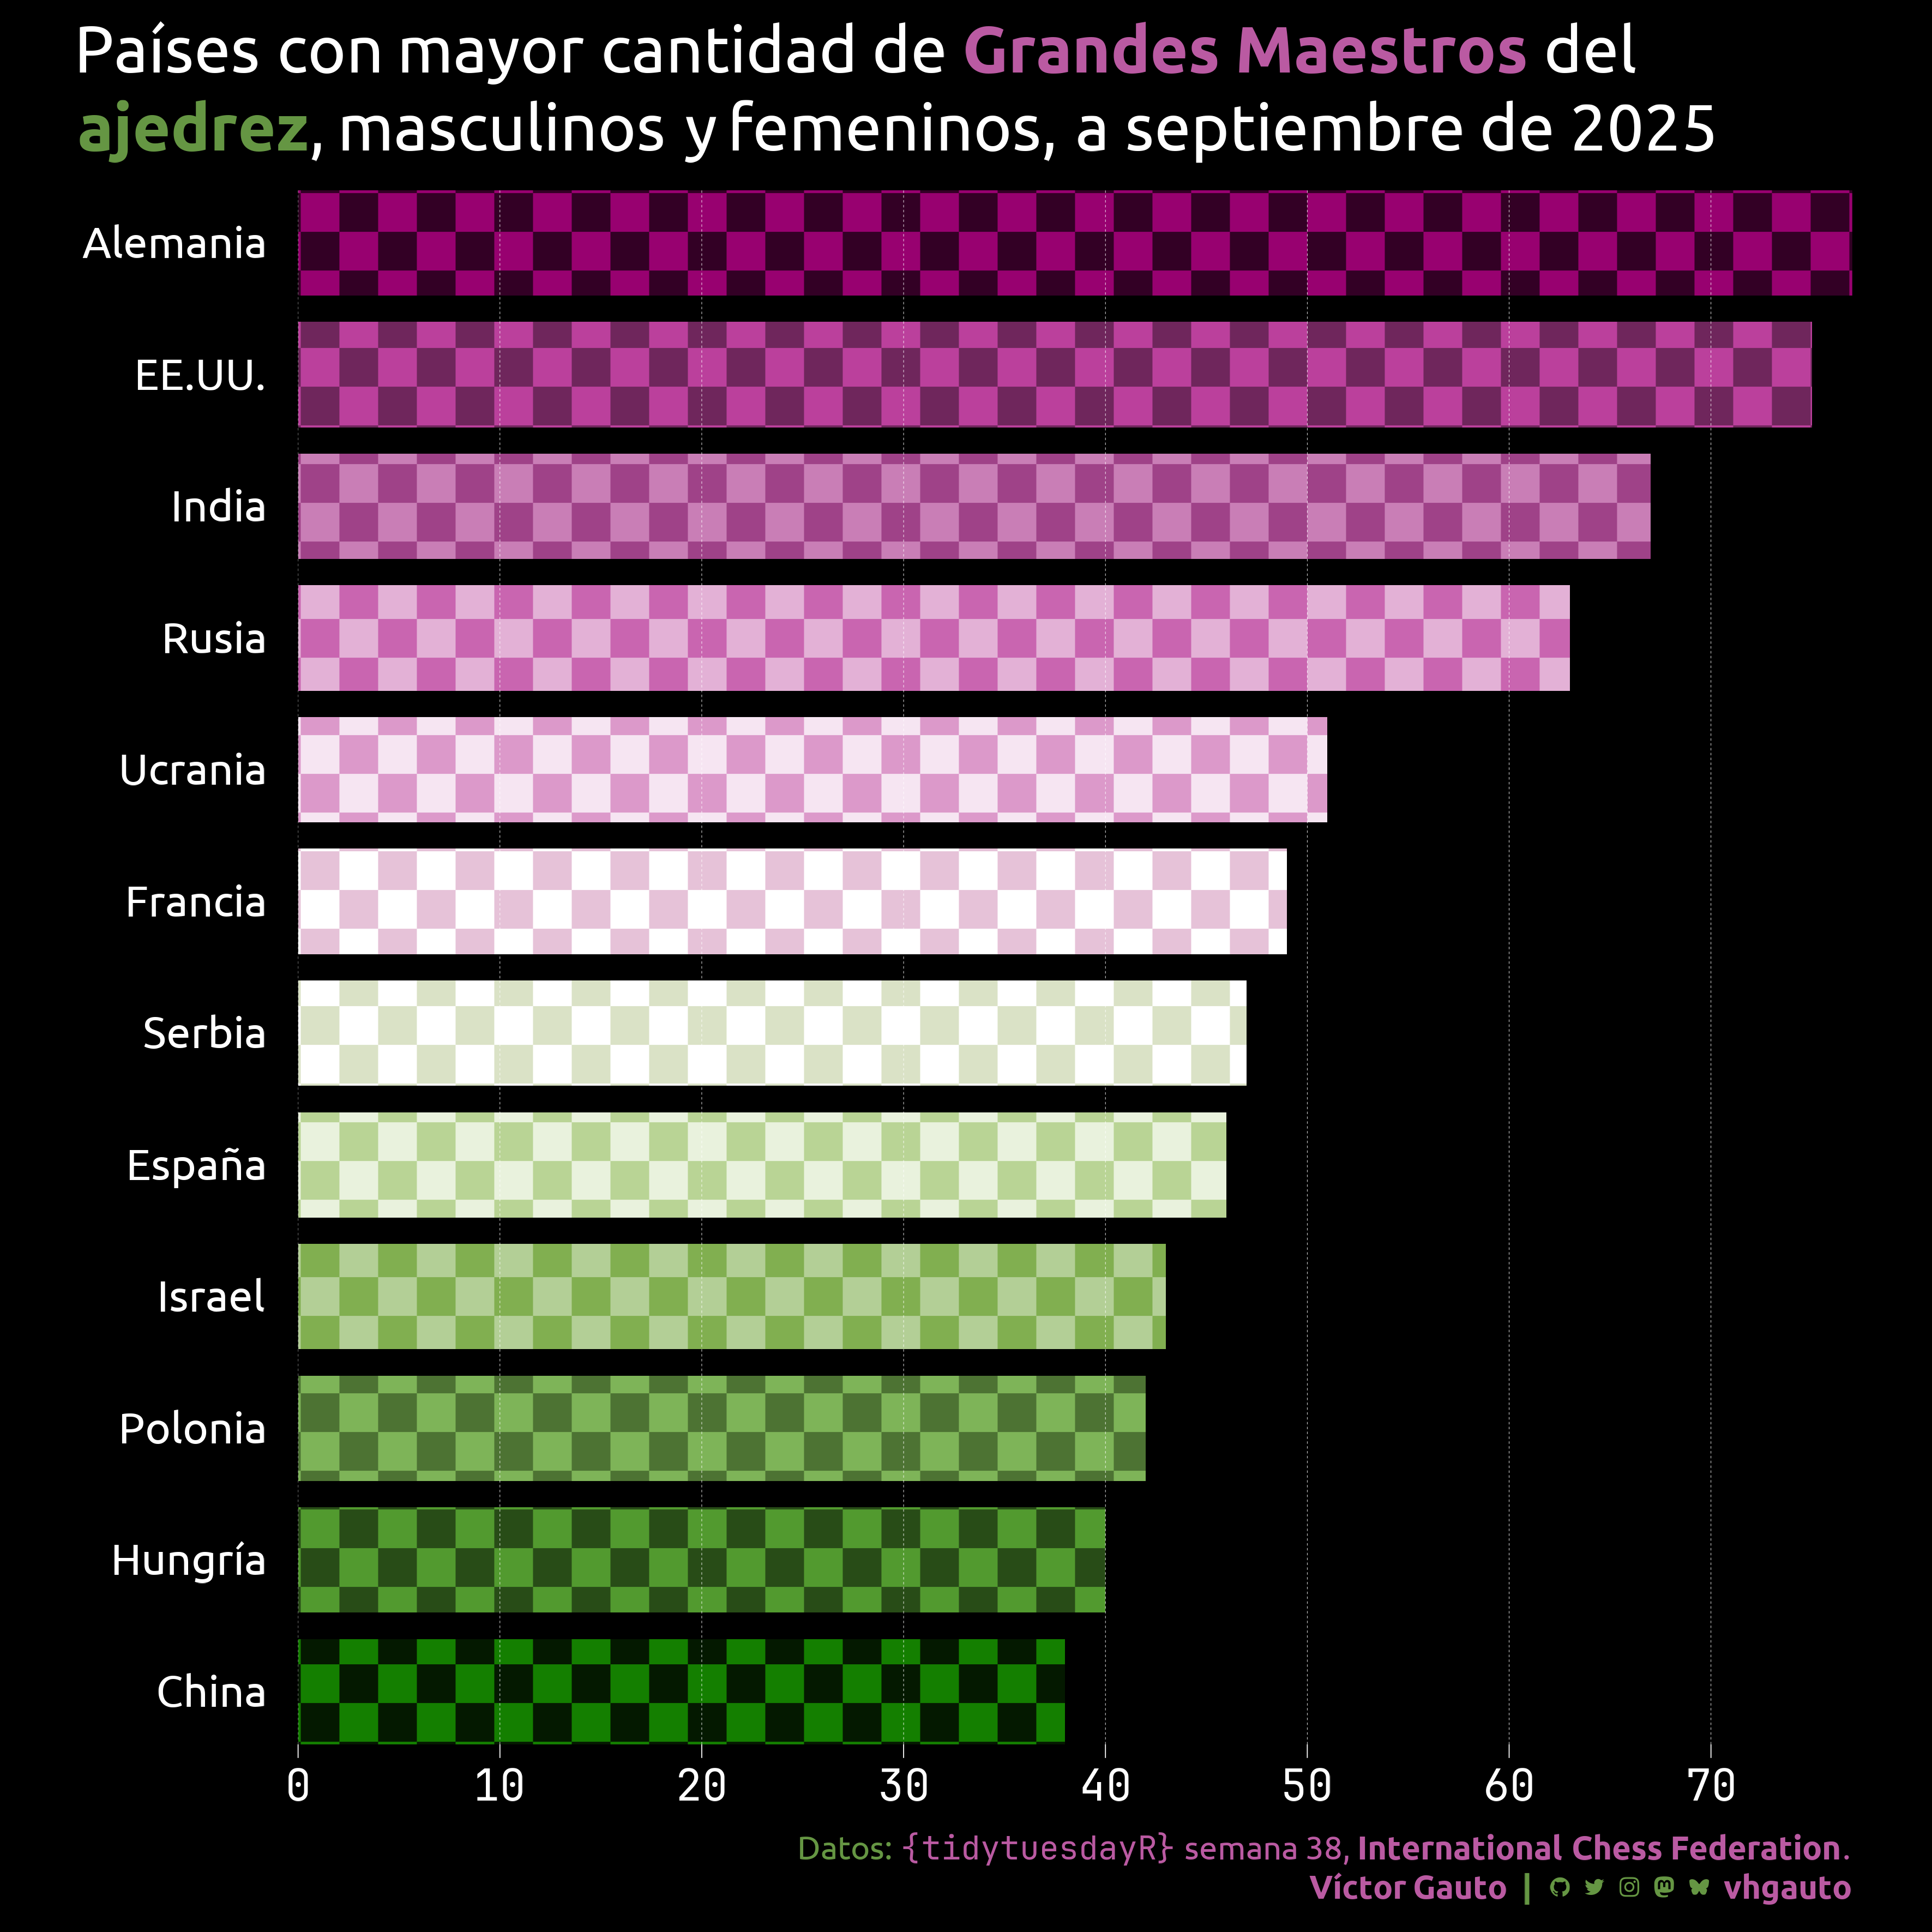 Países con mayor cantidad de Grandes Maestros del
ajedrez, masculinos y femeninos, a septiembre de 2025
Alemania
EE.UU.
India
Rusia
Ucrania
Francia
Serbia
España
Israel
Polonia
Hungría
China
0 10 20 30 40 50 60 70
Datos: {tidytuesdayR} semana 38, International Chess Federation.
Víctor Gauto | vhgauto